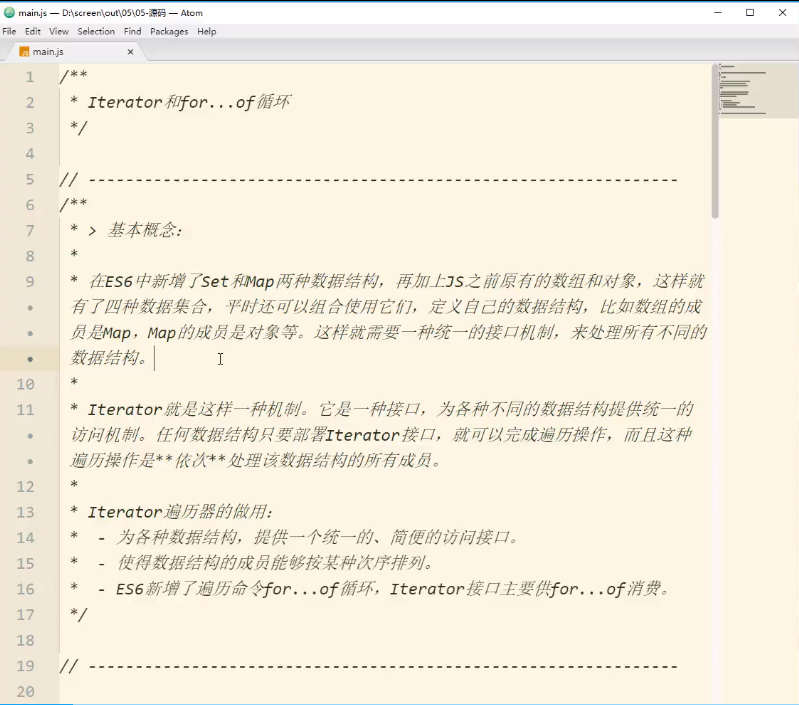 main.js — D:\screen\out\05\05-源码 — Atom
File Edit View Selection Find Packages Help
main.js
1 /**
2  * Iterator和for...of循环
3  */
4
5 // --------------------------------------------------------------
6 /**
7  * > 基本概念:
8  *
9  * 在ES6中新增了Set和Map两种数据结构，再加上JS之前原有的数组和对象，这样就
有了四种数据集合，平时还可以组合使用它们，定义自己的数据结构，比如数组的成
员是Map，Map的成员是对象等。这样就需要一种统一的接口机制，来处理所有不同的
数据结构。
10  *
11  * Iterator就是这样一种机制。它是一种接口，为各种不同的数据结构提供统一的
访问机制。任何数据结构只要部署Iterator接口，就可以完成遍历操作，而且这种
遍历操作是**依次**处理该数据结构的所有成员。
12  *
13  * Iterator遍历器的做用:
14  *  - 为各种数据结构，提供一个统一的、简便的访问接口。
15  *  - 使得数据结构的成员能够按某种次序排列。
16  *  - ES6新增了遍历命令for...of循环，Iterator接口主要供for...of消费。
17  */
18
19 // --------------------------------------------------------------
20